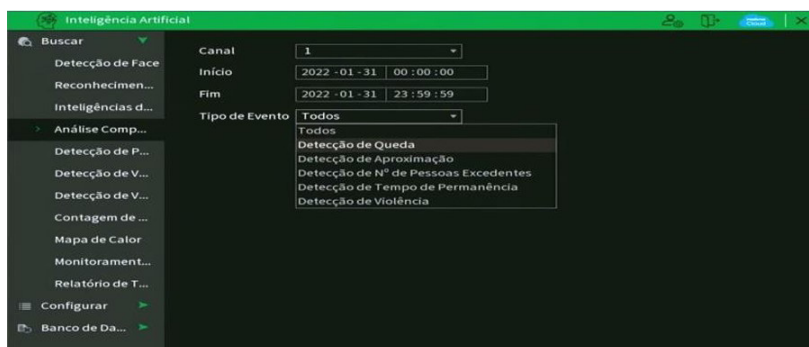 Inteligência Artificial
Buscar
Detecção de Face
Reconhecimen...
Inteligências d...
Análise Comp...
Detecção de P...
Detecção de V...
Detecção de V...
Contagem de ...
Mapa de Calor
Monitorament...
Relatório de T...
Configurar
Banco de Da...
Canal 1
Início 2022 - 01 - 31 00 : 00 : 00
Fim 2022 - 01 - 31 23 : 59 : 59
Tipo de Evento Todos
Todos
Detecção de Queda
Detecção de Aproximação
Detecção de Nº de Pessoas Excedentes
Detecção de Tempo de Permanência
Detecção de Violência